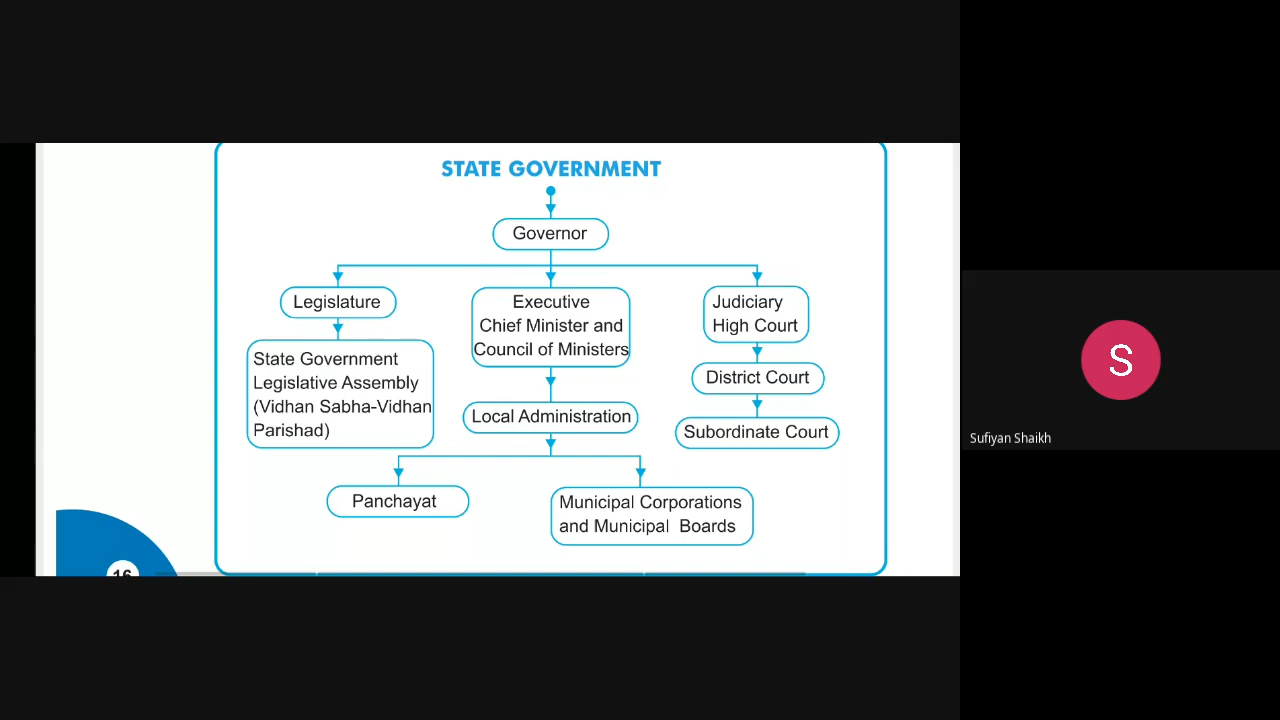 STATE GOVERNMENT
Governor
Legislature
Executive
Chief Minister and
Council of Ministers
Judiciary
High Court
State Government
Legislative Assembly
(Vidhan Sabha-Vidhan
Parishad)
District Court
Local Administration
Subordinate Court
Panchayat
Municipal Corporations
and Municipal Boards
16
S
Sufiyan Shaikh